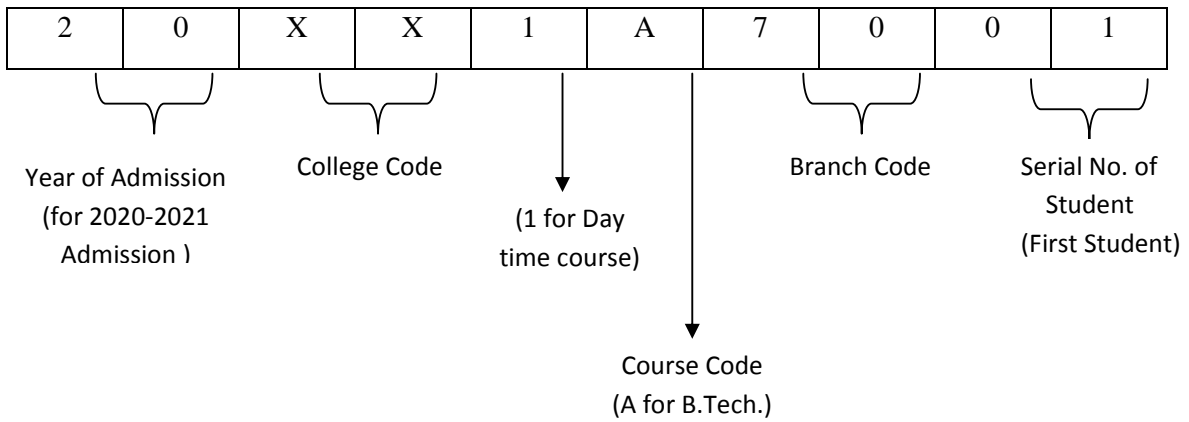 2 0 X X 1 A 7 0 0 1
Year of Admission
(for 2020-2021
Admission )
College Code
(1 for Day
time course)
Course Code
(A for B.Tech.)
Branch Code
Serial No. of
Student
(First Student)